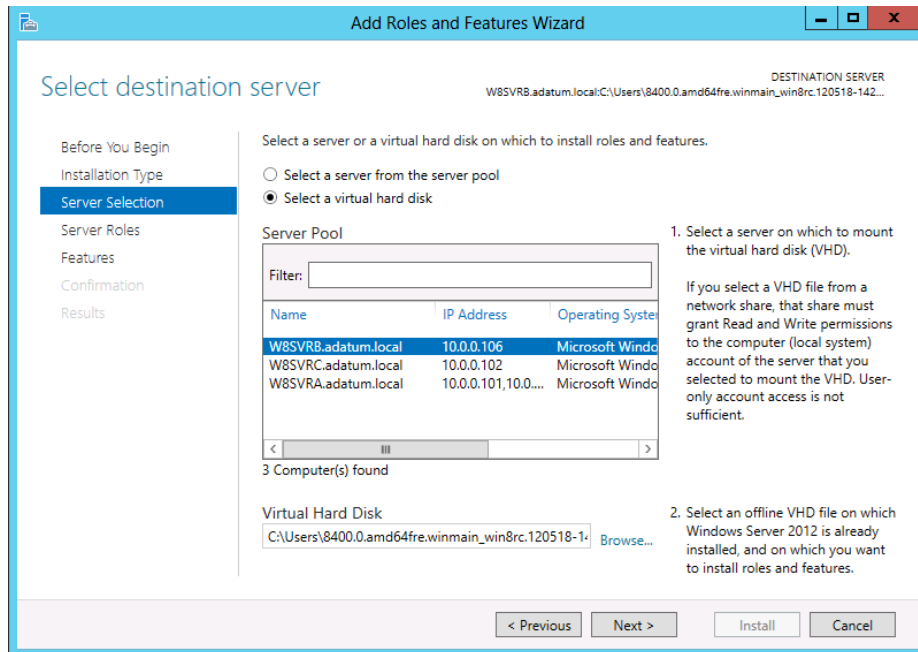 Add Roles and Features Wizard
Select destination server
DESTINATION SERVER
W8SVRB.adatum.local:C:\Users\8400.0.amd64fre.winmain_win8rc.120518-142...
Before You Begin
Installation Type
Server Selection
Server Roles
Features
Confirmation
Results
Select a server or a virtual hard disk on which to install roles and features.
Select a server from the server pool
Select a virtual hard disk
Server Pool
Filter:
Name IP Address Operating Syste
W8SVRB.adatum.local 10.0.0.106 Microsoft Windo
W8SVRC.adatum.local 10.0.0.102 Microsoft Windo
W8SVRA.adatum.local 10.0.0.101,10.0.... Microsoft Windo
3 Computer(s) found
Virtual Hard Disk
C:\Users\8400.0.amd64fre.winmain_win8rc.120518-14 Browse...
1. Select a server on which to mount
the virtual hard disk (VHD).
If you select a VHD file from a
network share, that share must
grant Read and Write permissions
to the computer (local system)
account of the server that you
selected to mount the VHD. User-
only account access is not
sufficient.
2. Select an offline VHD file on which
Windows Server 2012 is already
installed, and on which you want
to install roles and features.
< Previous Next > Install Cancel